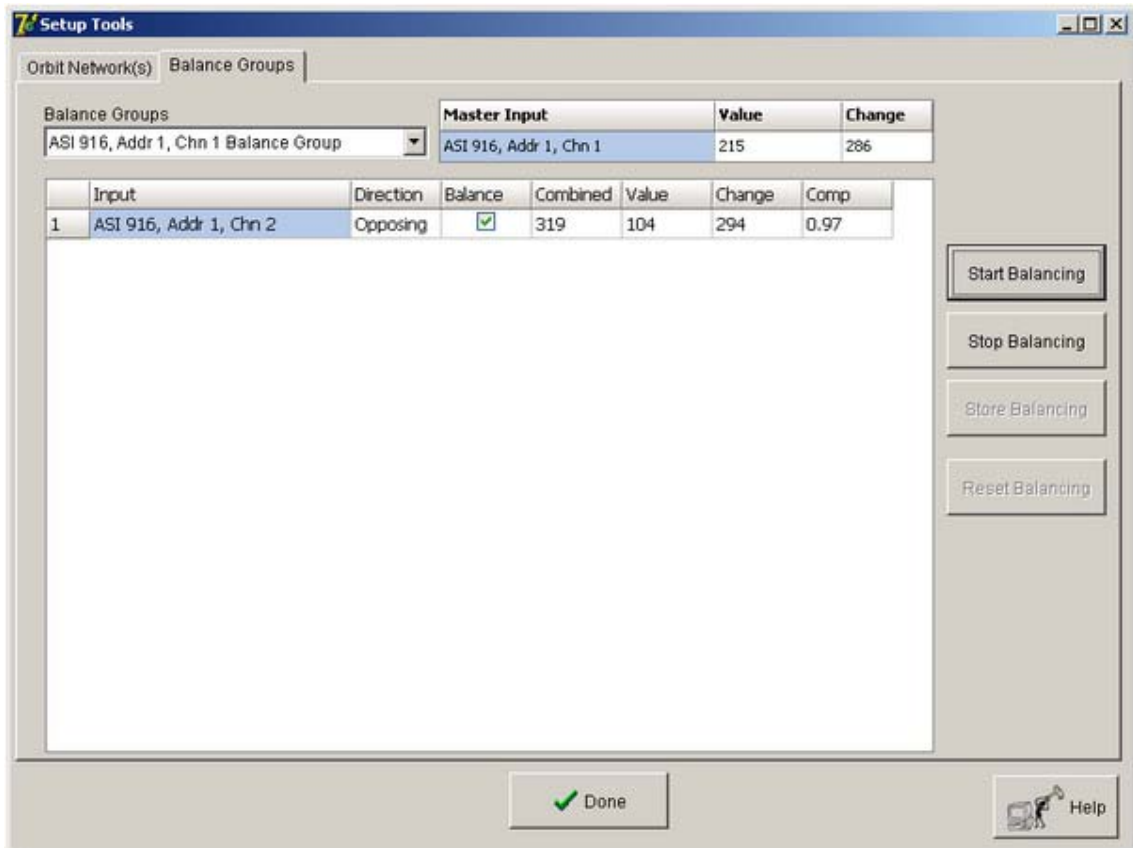 Setup Tools
Orbit Network(s) Balance Groups
Balance Groups
ASI 916, Addr 1, Chn 1 Balance Group
Master Input Value Change
ASI 916, Addr 1, Chn 1 215 286
Input Direction Balance Combined Value Change Comp
1 ASI 916, Addr 1, Chn 2 Opposing 319 104 294 0.97
Start Balancing
Stop Balancing
Store Balancing
Reset Balancing
Done
Help